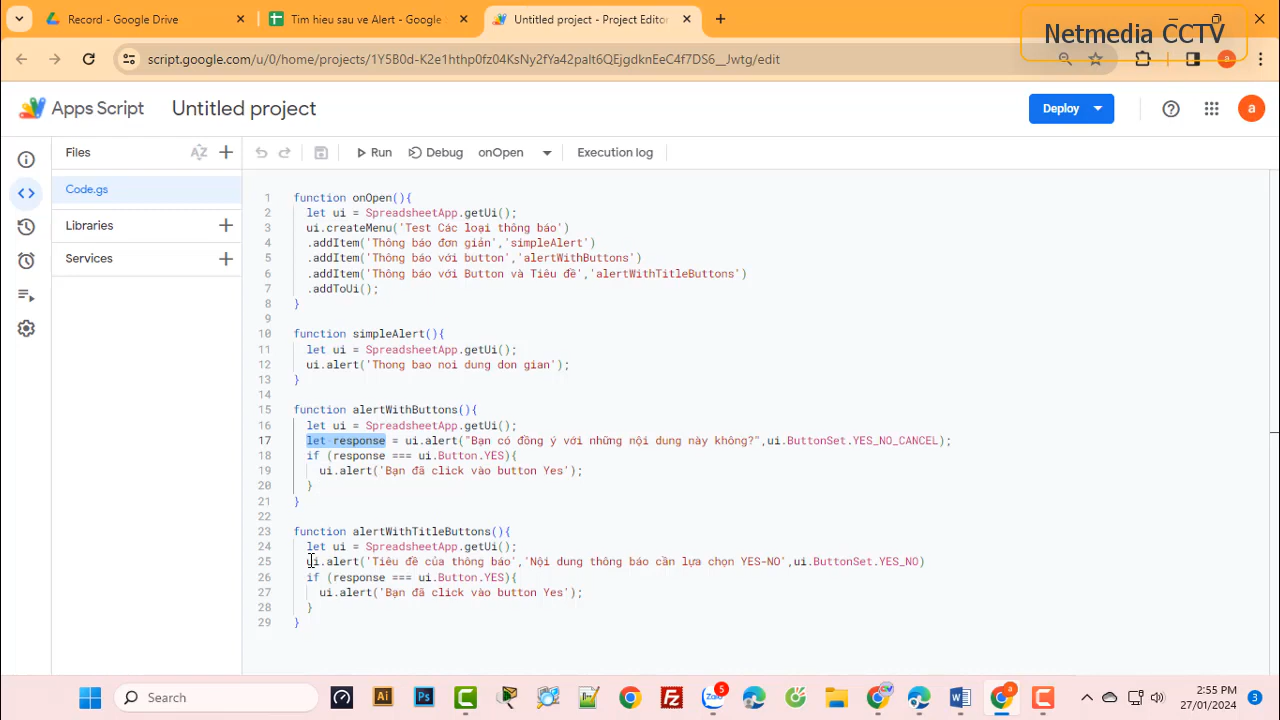 Record - Google Drive
Tìm hieu sau ve Alert - Google
Untitled project - Project Editor
Netmedia CCTV
script.google.com/u/0/home/projects/1Y5B0d-K2e1hthp0fz04KsNy2fYa42palt6QEjgdknEeC4f7DS6__Jwtg/edit
Apps Script
Untitled project
Deploy
a
Files
AZ
Run
Debug
onOpen
Execution log
Code.gs
Libraries
Services
1 function onOpen(){
2 let ui = SpreadsheetApp.getUi();
3 ui.createMenu('Test Các loại thông báo')
4 .addItem('Thông báo đơn giản','simpleAlert')
5 .addItem('Thông báo với button','alertWithButtons')
6 .addItem('Thông báo với Button và Tiêu đề','alertWithTitleButtons')
7 .addToUi();
8 }
9
10 function simpleAlert(){
11 let ui = SpreadsheetApp.getUi();
12 ui.alert('Thong bao noi dung don gian');
13 }
14
15 function alertWithButtons(){
16 let ui = SpreadsheetApp.getUi();
17 let response = ui.alert("Bạn có đồng ý với những nội dung này không?",ui.ButtonSet.YES_NO_CANCEL);
18 if (response === ui.Button.YES){
19 ui.alert('Bạn đã click vào button Yes');
20 }
21 }
22
23 function alertWithTitleButtons(){
24 let ui = SpreadsheetApp.getUi();
25 ui.alert('Tiêu đề của thông báo','Nội dung thông báo cần lựa chọn YES-NO',ui.ButtonSet.YES_NO)
26 if (response === ui.Button.YES){
27 ui.alert('Bạn đã click vào button Yes');
28 }
29 }
Search
Ai
Ps
Zalo
5
W
a
2:55 PM
27/01/2024
3